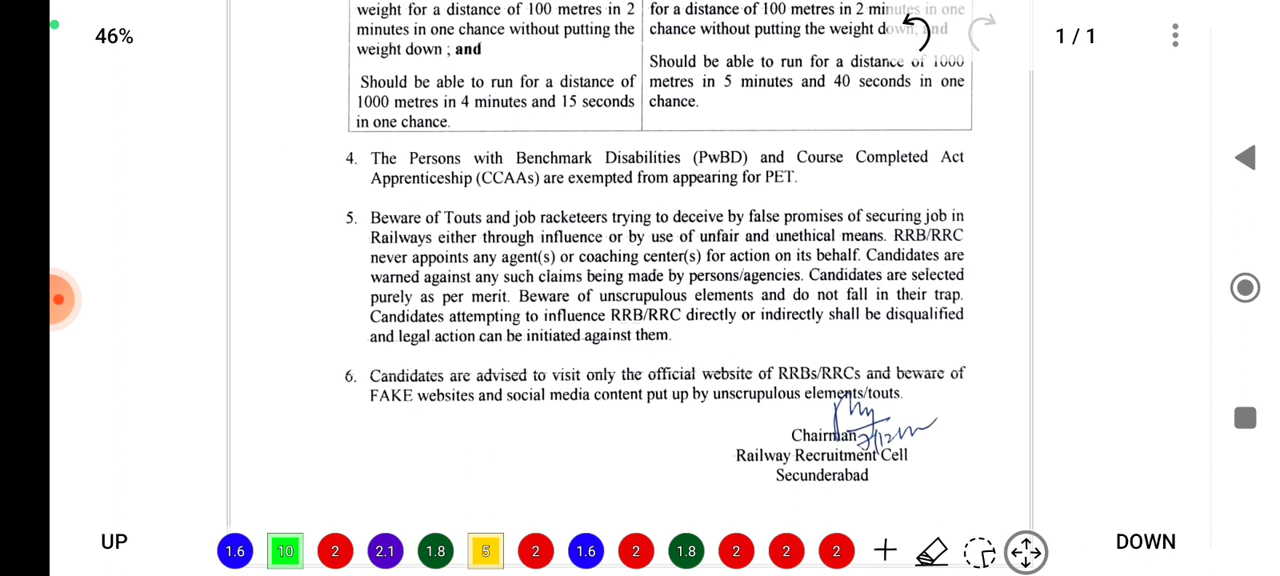 46%
1 / 1
weight for a distance of 100 metres in 2
minutes in one chance without putting the
weight down ; and
Should be able to run for a distance of
1000 metres in 4 minutes and 15 seconds
in one chance.
for a distance of 100 metres in 2 minutes in one
chance without putting the weight down; and
Should be able to run for a distance of 1000
metres in 5 minutes and 40 seconds in one
chance.
4. The Persons with Benchmark Disabilities (PwBD) and Course Completed Act
Apprenticeship (CCAAs) are exempted from appearing for PET.
5. Beware of Touts and job racketeers trying to deceive by false promises of securing job in
Railways either through influence or by use of unfair and unethical means. RRB/RRC
never appoints any agent(s) or coaching center(s) for action on its behalf. Candidates are
warned against any such claims being made by persons/agencies. Candidates are selected
purely as per merit. Beware of unscrupulous elements and do not fall in their trap.
Candidates attempting to influence RRB/RRC directly or indirectly shall be disqualified
and legal action can be initiated against them.
6. Candidates are advised to visit only the official website of RRBs/RRCs and beware of
FAKE websites and social media content put up by unscrupulous elements/touts.
Chairman
Railway Recruitment Cell
Secunderabad
UP
1.6 10 2 2.1 1.8 5 2 1.6 2 1.8 2 2 2
DOWN